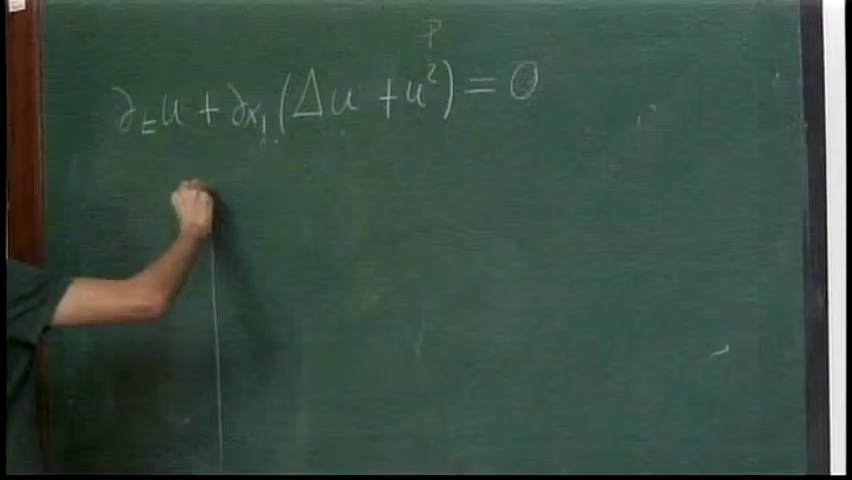 p
∂ₜu + ∂ₓ₁(Δu + u²) = 0